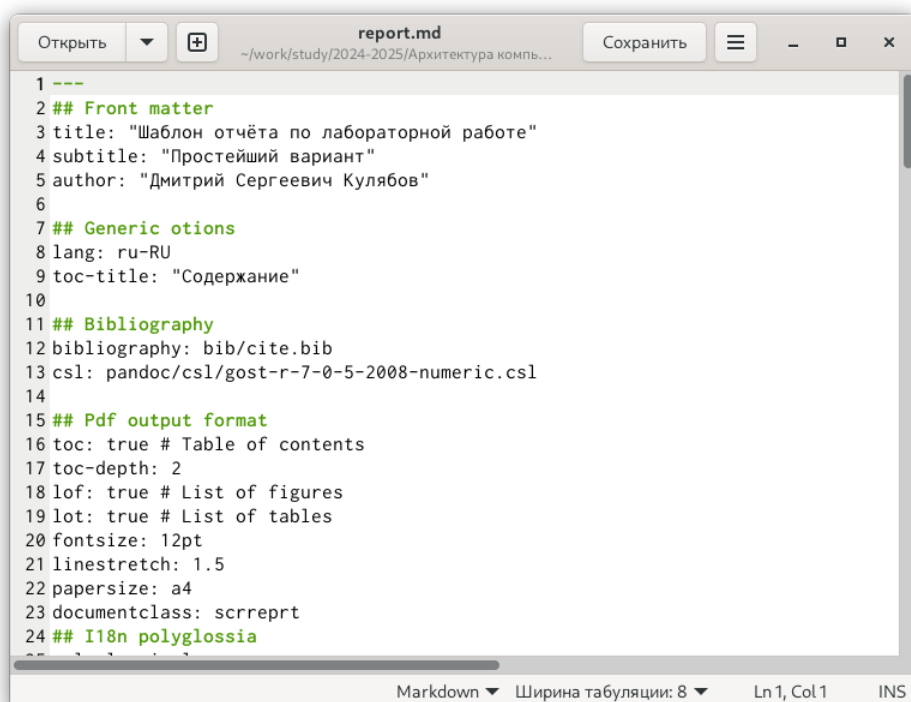 Открыть
report.md
~/work/study/2024-2025/Архитектура компь...
Сохранить
1 ---
2 ## Front matter
3 title: "Шаблон отчёта по лабораторной работе"
4 subtitle: "Простейший вариант"
5 author: "Дмитрий Сергеевич Кулябов"
6
7 ## Generic otions
8 lang: ru-RU
9 toc-title: "Содержание"
10
11 ## Bibliography
12 bibliography: bib/cite.bib
13 csl: pandoc/csl/gost-r-7-0-5-2008-numeric.csl
14
15 ## Pdf output format
16 toc: true # Table of contents
17 toc-depth: 2
18 lof: true # List of figures
19 lot: true # List of tables
20 fontsize: 12pt
21 linestretch: 1.5
22 papersize: a4
23 documentclass: scrreprt
24 ## I18n polyglossia
Markdown Ширина табуляции: 8 Ln 1, Col 1 INS